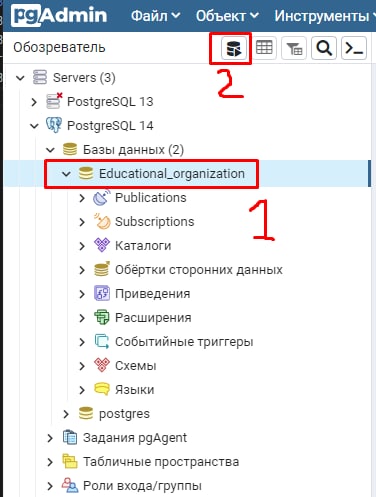 pgAdmin Файл Объект Инструменты
Обозреватель
2
Servers (3)
PostgreSQL 13
PostgreSQL 14
Базы данных (2)
Educational_organization
Publications
1
Subscriptions
Каталоги
Обёртки сторонних данных
Приведения
Расширения
Событийные триггеры
Схемы
Языки
postgres
Задания pgAgent
Табличные пространства
Роли входа/группы